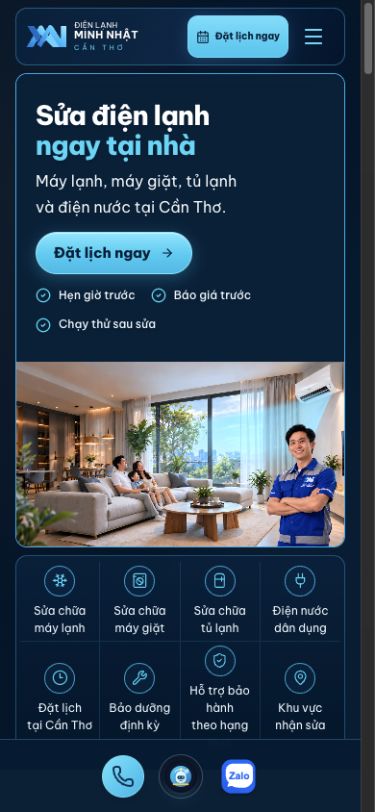 ĐIỆN LẠNH
MINH NHẬT
CẦN THƠ
Đặt lịch ngay
Sửa điện lạnh
ngay tại nhà
Máy lạnh, máy giặt, tủ lạnh
và điện nước tại Cần Thơ.
Đặt lịch ngay →
Hẹn giờ trước
Báo giá trước
Chạy thử sau sửa
Sửa chữa
máy lạnh
Sửa chữa
máy giặt
Sửa chữa
tủ lạnh
Điện nước
dân dụng
Đặt lịch
tại Cần Thơ
Bảo dưỡng
định kỳ
Hỗ trợ bảo
hành
theo hạng
Khu vực
nhận sửa
Zalo